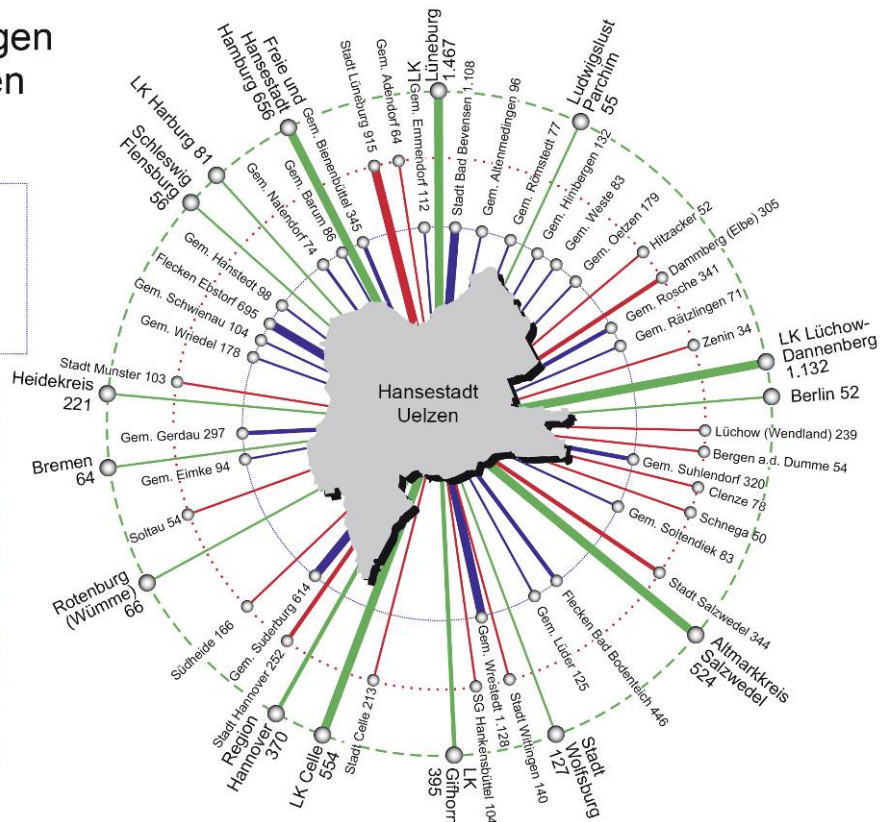 gen
en
Hansestadt
Uelzen
LK
Lüneburg
1.467
Stadt Bad Bevensen 1.108
Gem. Altenmedingen 96
Ludwigslust
Parchim
55
Gem. Römstedt 77
Gem. Himbergen 132
Gem. Weste 83
Gem. Oetzen 179
Hitzacker 52
Dammberg (Elbe) 305
Gem. Rosche 341
Gem. Rätzlingen 71
Zenin 34
LK Lüchow-
Dannenberg
1.132
Berlin 52
Lüchow (Wendland) 239
Bergen a.d. Dumme 54
Gem. Suhlendorf 320
Clenze 78
Schnega 50
Gem. Soltendiek 83
Stadt Salzwedel 344
Altmarkkreis
Salzwedel
524
Flecken Bad Bodenteich 446
Gem. Lüder 125
Stadt
Wolfsburg
127
Stadt Wittingen 140
Gem. Wrestedt 1.128
SG Hankensbüttel 104
LK
Gifhorn
395
Stadt Celle 213
LK Celle
554
Region
Hannover
370
Stadt Hannover 252
Gem. Suderburg 614
Südheide 166
Rotenburg
(Wümme)
66
Soltau 54
Gem. Eimke 94
Bremen
64
Gem. Gerdau 297
Heidekreis
221
Stadt Munster 103
Gem. Wriedel 178
Gem. Schwienau 104
Flecken Ebstorf 695
Gem. Hanstedt 98
Schleswig
Flensburg
56
LK Harburg 81
Gem. Natendorf 74
Gem. Barum 86
Gem. Bienenbüttel 345
Freie und
Hansestadt
Hamburg 656
Stadt Lüneburg 915
Gem. Adendorf 64
Gem. Emmendorf 112